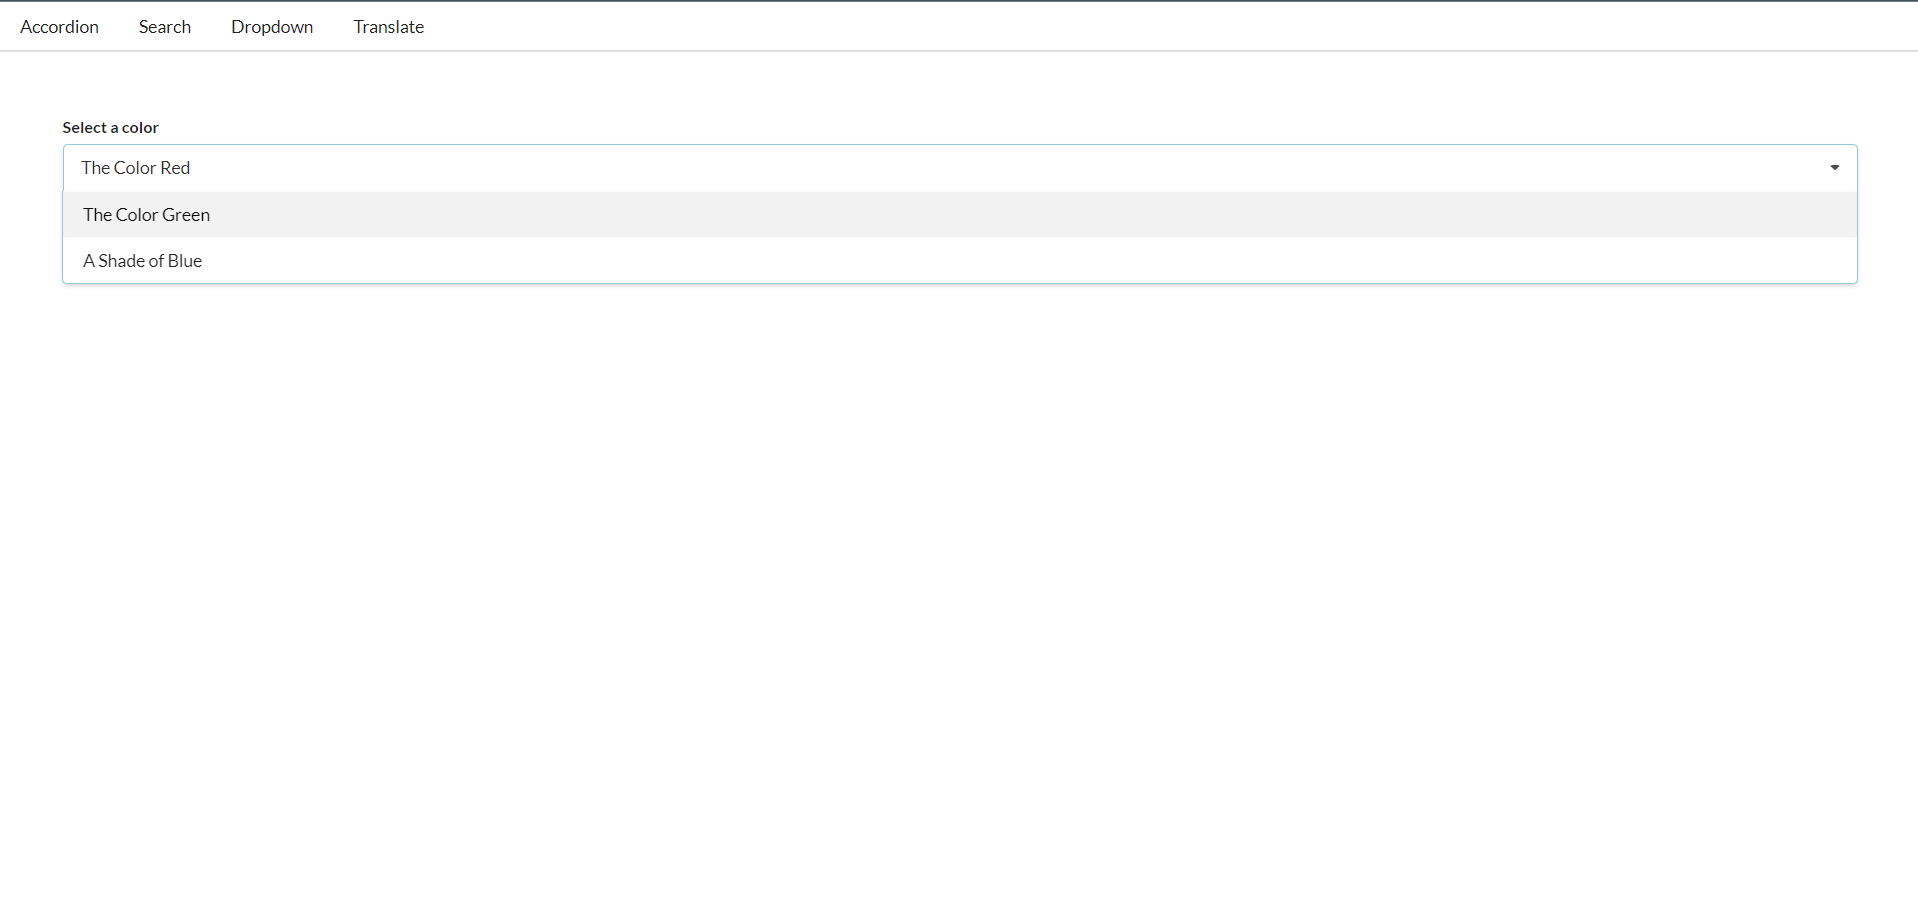 Accordion Search Dropdown Translate
Select a color
The Color Red
The Color Green
A Shade of Blue